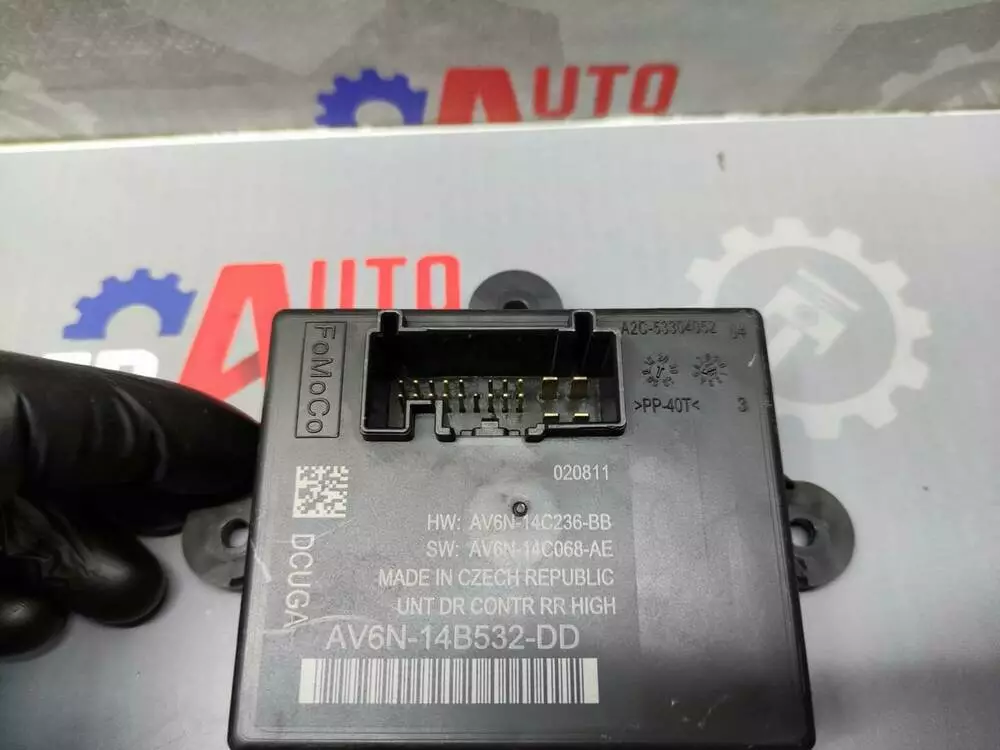 AUTO
AUTO
FoMoCo
A2C-53304052
>PP-40T<
3
020811
HW: AV6N-14C236-BB
SW: AV6N-14C068-AE
MADE IN CZECH REPUBLIC
UNT DR CONTR RR HIGH
DCUGA
AV6N-14B532-DD